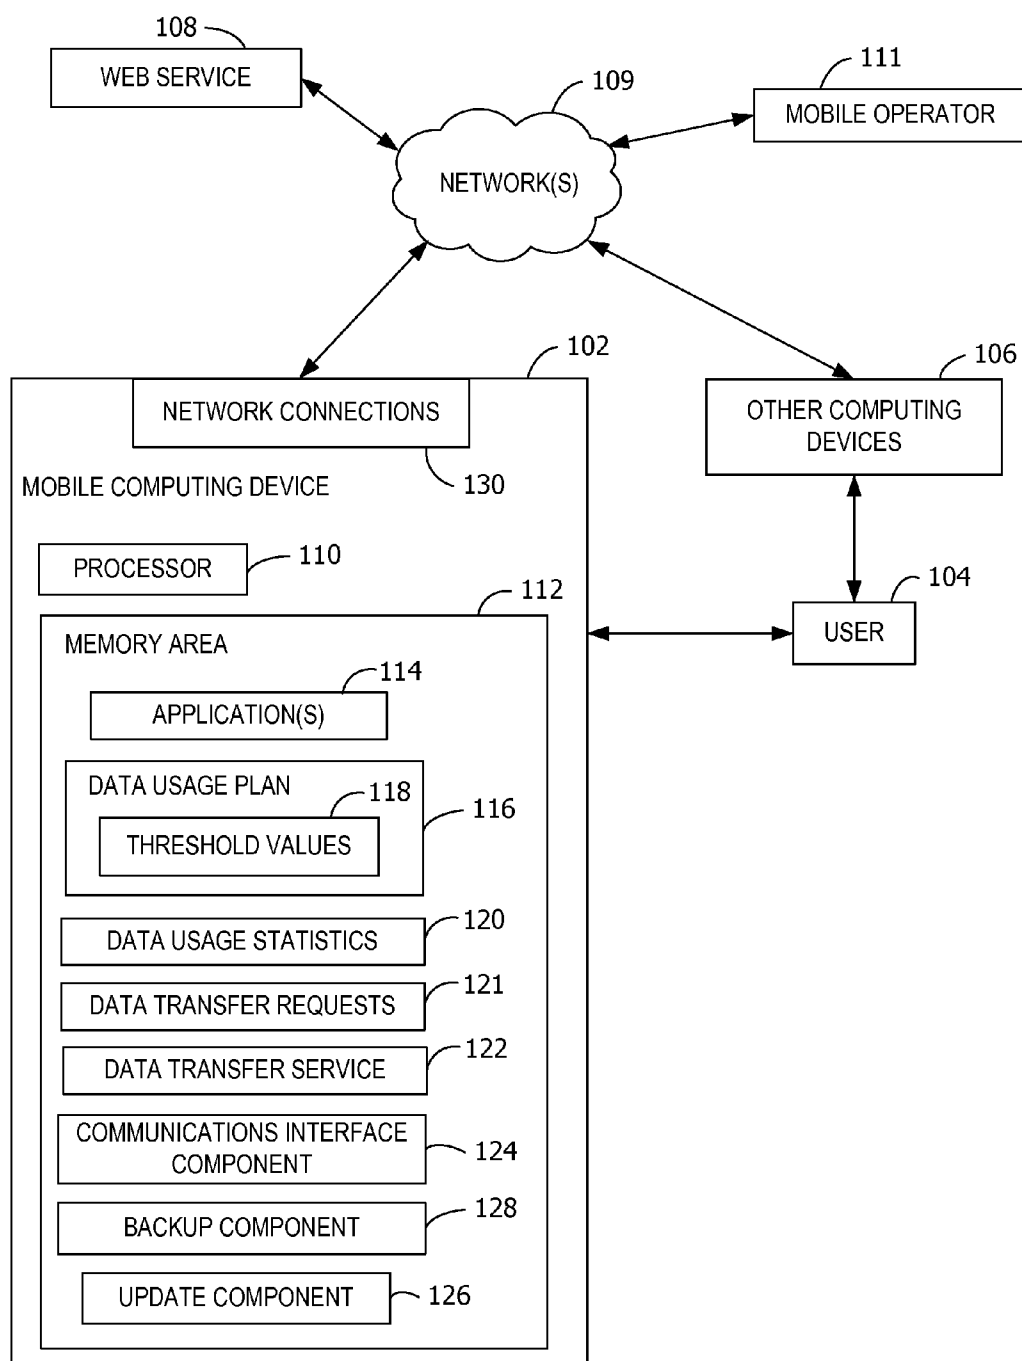 108
WEB SERVICE
111
MOBILE OPERATOR
109
NETWORK(S)
102
NETWORK CONNECTIONS
130
MOBILE COMPUTING DEVICE
106
OTHER COMPUTING
DEVICES
PROCESSOR
110
104
USER
112
MEMORY AREA
114
APPLICATION(S)
DATA USAGE PLAN
118
THRESHOLD VALUES
116
DATA USAGE STATISTICS
120
DATA TRANSFER REQUESTS
121
DATA TRANSFER SERVICE
122
COMMUNICATIONS INTERFACE
COMPONENT
124
BACKUP COMPONENT
128
UPDATE COMPONENT
126